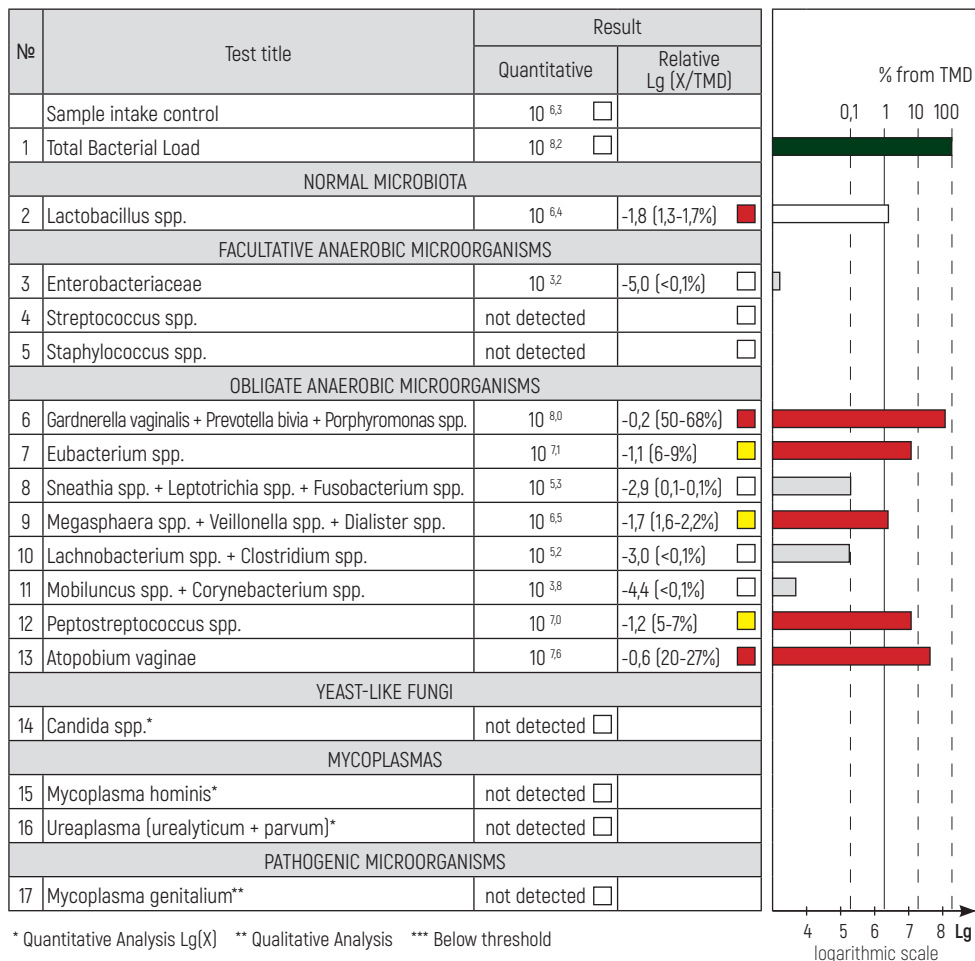 № Test title Result
Quantitative Relative Lg (X/TMD)
Sample intake control 10 6,3
1 Total Bacterial Load 10 8,2
NORMAL MICROBIOTA
2 Lactobacillus spp. 10 6,4 -1,8 (1,3-1,7%)
FACULTATIVE ANAEROBIC MICROORGANISMS
3 Enterobacteriaceae 10 3,2 -5,0 (<0,1%)
4 Streptococcus spp. not detected
5 Staphylococcus spp. not detected
OBLIGATE ANAEROBIC MICROORGANISMS
6 Gardnerella vaginalis + Prevotella bivia + Porphyromonas spp. 10 8,0 -0,2 (50-68%)
7 Eubacterium spp. 10 7,1 -1,1 (6-9%)
8 Sneathia spp. + Leptotrichia spp. + Fusobacterium spp. 10 5,3 -2,9 (0,1-0,1%)
9 Megasphaera spp. + Veillonella spp. + Dialister spp. 10 6,5 -1,7 (1,6-2,2%)
10 Lachnobacterium spp. + Clostridium spp. 10 5,2 -3,0 (<0,1%)
11 Mobiluncus spp. + Corynebacterium spp. 10 3,8 -4,4 (<0,1%)
12 Peptostreptococcus spp. 10 7,0 -1,2 (5-7%)
13 Atopobium vaginae 10 7,6 -0,6 (20-27%)
YEAST-LIKE FUNGI
14 Candida spp.* not detected
MYCOPLASMAS
15 Mycoplasma hominis* not detected
16 Ureaplasma (urealyticum + parvum)* not detected
PATHOGENIC MICROORGANISMS
17 Mycoplasma genitalium** not detected
* Quantitative Analysis Lg(X) ** Qualitative Analysis *** Below threshold
% from TMD
0,1 1 10 100
4 5 6 7 8 Lg
logarithmic scale